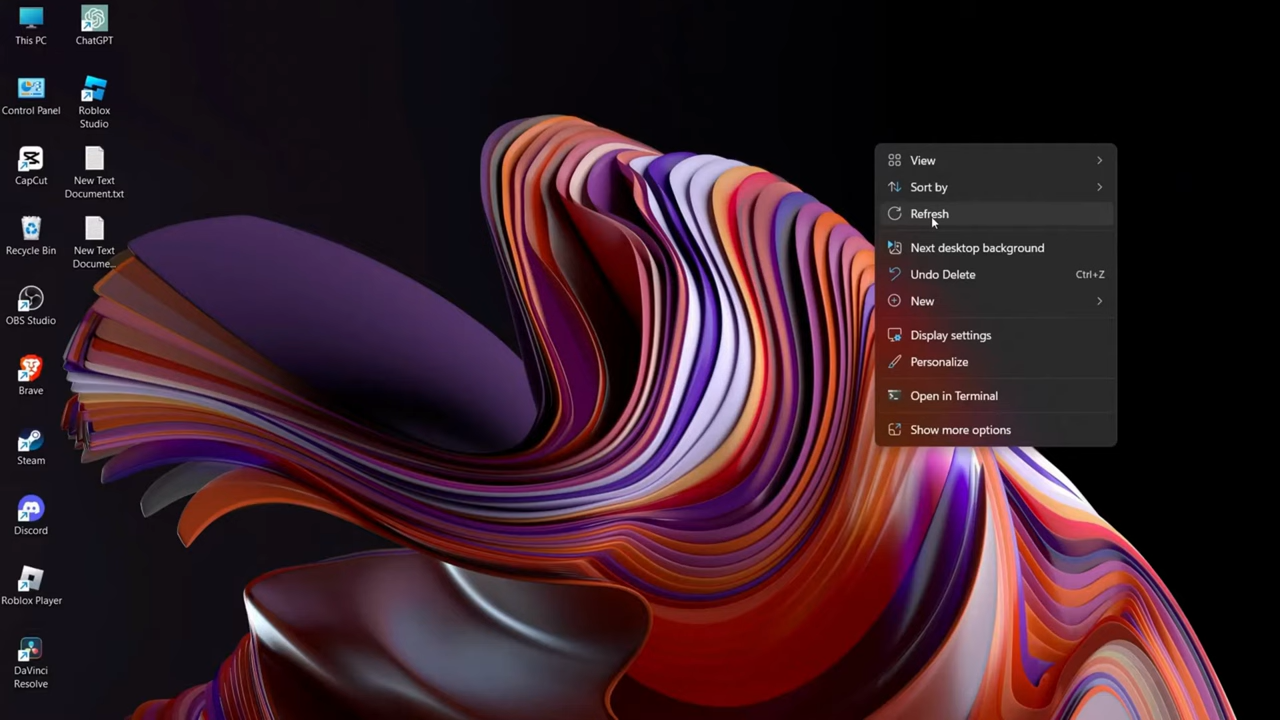 This PC
ChatGPT
Control Panel
Roblox
Studio
CapCut
New Text
Document.txt
Recycle Bin
New Text
Docume...
OBS Studio
Brave
Steam
Discord
Roblox Player
DaVinci
Resolve
View
Sort by
Refresh
Next desktop background
Undo Delete Ctrl+Z
New
Display settings
Personalize
Open in Terminal
Show more options